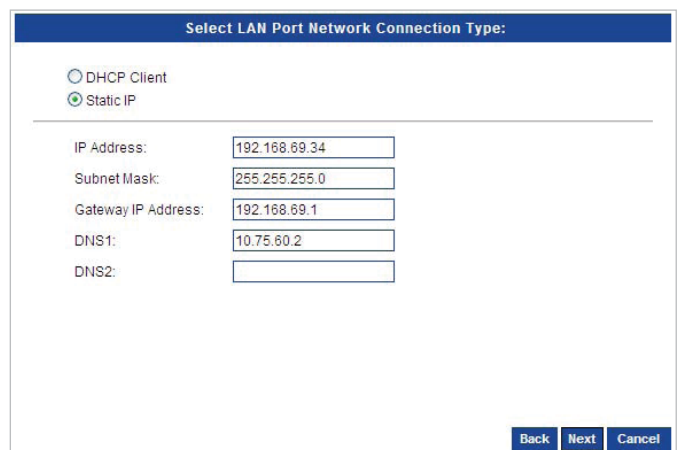 Select LAN Port Network Connection Type:
DHCP Client
Static IP
IP Address: 192.168.69.34
Subnet Mask: 255.255.255.0
Gateway IP Address: 192.168.69.1
DNS1: 10.75.60.2
DNS2:
Back Next Cancel